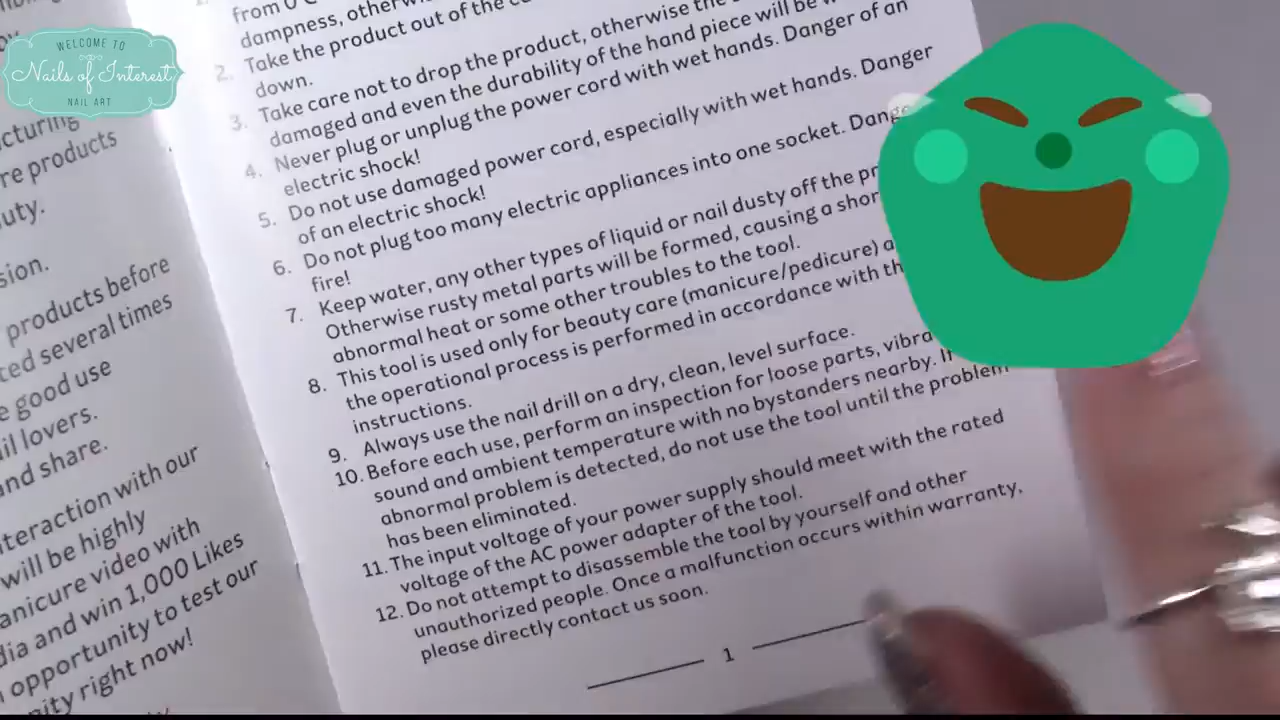 WELCOME TO
Nails of Interest
NAIL ART
cturing
re products
uty.
sion.
products before
ted several times
e good use
il lovers.
nd share.
teraction with our
will be highly
anicure video with
dia and win 1,000 Likes
opportunity to test our
nity right now!
from 0
dampness,
2. Take the product out of the
down.
3. Take care not to drop the product, otherwise the
damaged and even the durability of the hand piece will be
4. Never plug or unplug the power cord with wet hands. Danger of an
electric shock!
5. Do not use damaged power cord, especially with wet hands. Danger
of an electric shock!
6. Do not plug too many electric appliances into one socket.
fire!
7. Keep water, any other types of liquid or nail dusty off the
Otherwise rusty metal parts will be formed, causing a
abnormal heat or some other troubles to the tool.
8. This tool is used only for beauty care (manicure/pedicure)
the operational process is performed in accordance with
instructions.
9. Always use the nail drill on a dry, clean, level surface.
10. Before each use, perform an inspection for loose parts,
sound and ambient temperature with no bystanders nearby. If
abnormal problem is detected, do not use the tool until the problem
has been eliminated.
11. The input voltage of your power supply should meet with the rated
voltage of the AC power adapter of the tool.
12. Do not attempt to disassemble the tool by yourself and other
unauthorized people. Once a malfunction occurs within warranty,
please directly contact us soon.
1